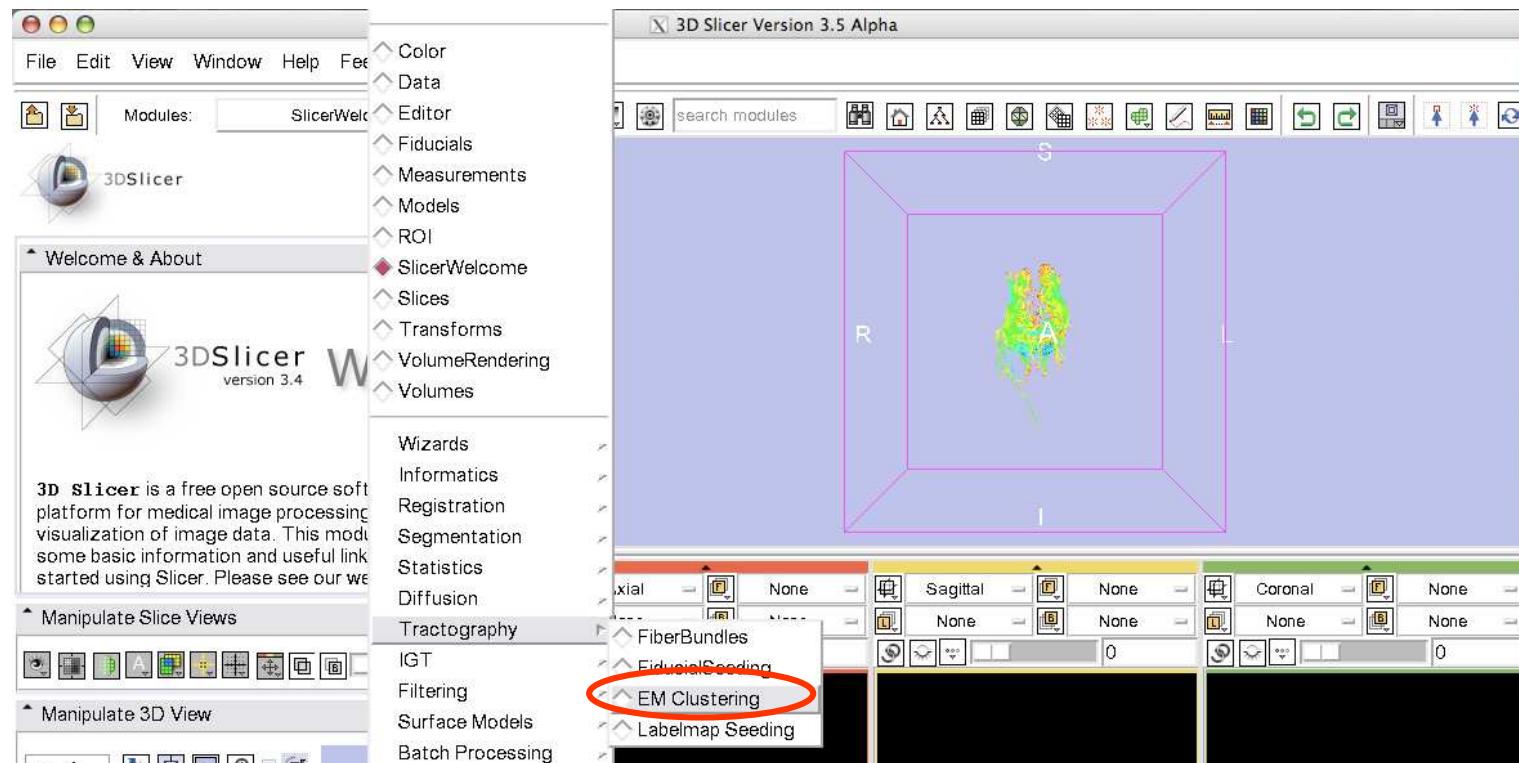 3D Slicer Version 3.5 Alpha
File Edit View Window Help
Modules:
search modules
3DSlicer
Welcome & About
3DSlicer
version 3.4
W
3D Slicer is a free open source
platform for medical image processing
visualization of image data. This
some basic information and useful
started using Slicer. Please see our
Manipulate Slice Views
Manipulate 3D View
Color
Data
Editor
Fiducials
Measurements
Models
ROI
SlicerWelcome
Slices
Transforms
VolumeRendering
Volumes
Wizards
Informatics
Registration
Segmentation
Statistics
Diffusion
Tractography
IGT
Filtering
Surface Models
Batch Processing
FiberBundles
FiducialSeeding
EM Clustering
Labelmap Seeding
S
R
A
L
I
None
Sagittal None
None None
0
Coronal None
None None
0